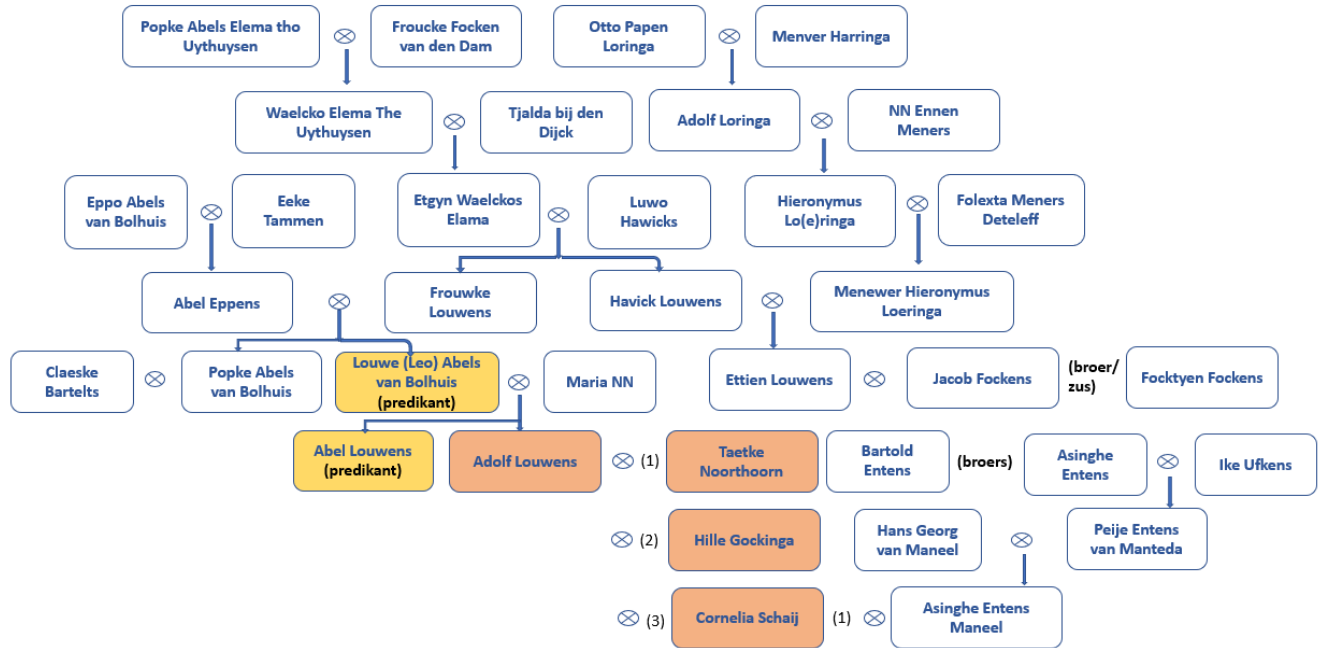 Popke Abels Elema tho
Uythuysen
Froucke Focken
van den Dam
Otto Papen
Loringa
Menver Harringa
Waelcko Elema The
Uythuysen
Tjalda bij den
Dijck
Adolf Loringa
NN Ennen
Meners
Eppo Abels
van Bolhuis
Eeke
Tammen
Etgyn Waelckos
Elama
Luwo
Hawicks
Hieronymus
Lo(e)ringa
Folexta Meners
Deteleff
Abel Eppens
Frouwke
Louwens
Havick Louwens
Menewer Hieronymus
Loeringa
Claeske
Bartelts
Popke Abels
van Bolhuis
Louwe (Leo) Abels
van Bolhuis
(predikant)
Maria NN
Ettien Louwens
Jacob Fockens
(broer/
zus)
Focktyen Fockens
Abel Louwens
(predikant)
Adolf Louwens
(1)
Taetke
Noorthoorn
Bartold
Entens
(broers)
Asinghe
Entens
Ike Ufkens
(2)
Hille Gockinga
Hans Georg
van Maneel
Peije Entens
van Manteda
(3)
Cornelia Schaij
(1)
Asinghe Entens
Maneel